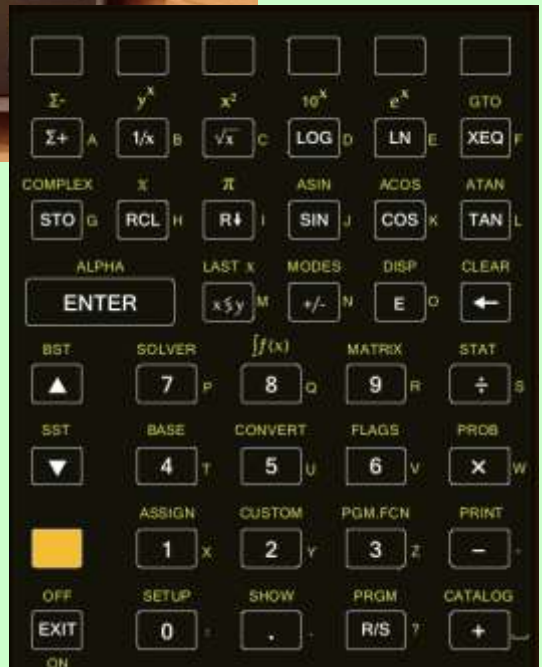 Σ- y^x x² 10^x e^x GTO
Σ+ A 1/x B √x C LOG D LN E XEQ F
COMPLEX % π ASIN ACOS ATAN
STO G RCL H R↓ I SIN J COS K TAN L
ALPHA LAST x MODES DISP CLEAR
ENTER x≶y M +/- N E O ←
BST SOLVER ∫f(x) MATRIX STAT
▲ 7 P 8 Q 9 R ÷ S
SST BASE CONVERT FLAGS PROB
▼ 4 T 5 U 6 V × W
ASSIGN CUSTOM PGM.FCN PRINT
1 X 2 Y 3 Z − -
OFF SETUP SHOW PRGM CATALOG
EXIT 0 : . . R/S ? + ⎵
ON